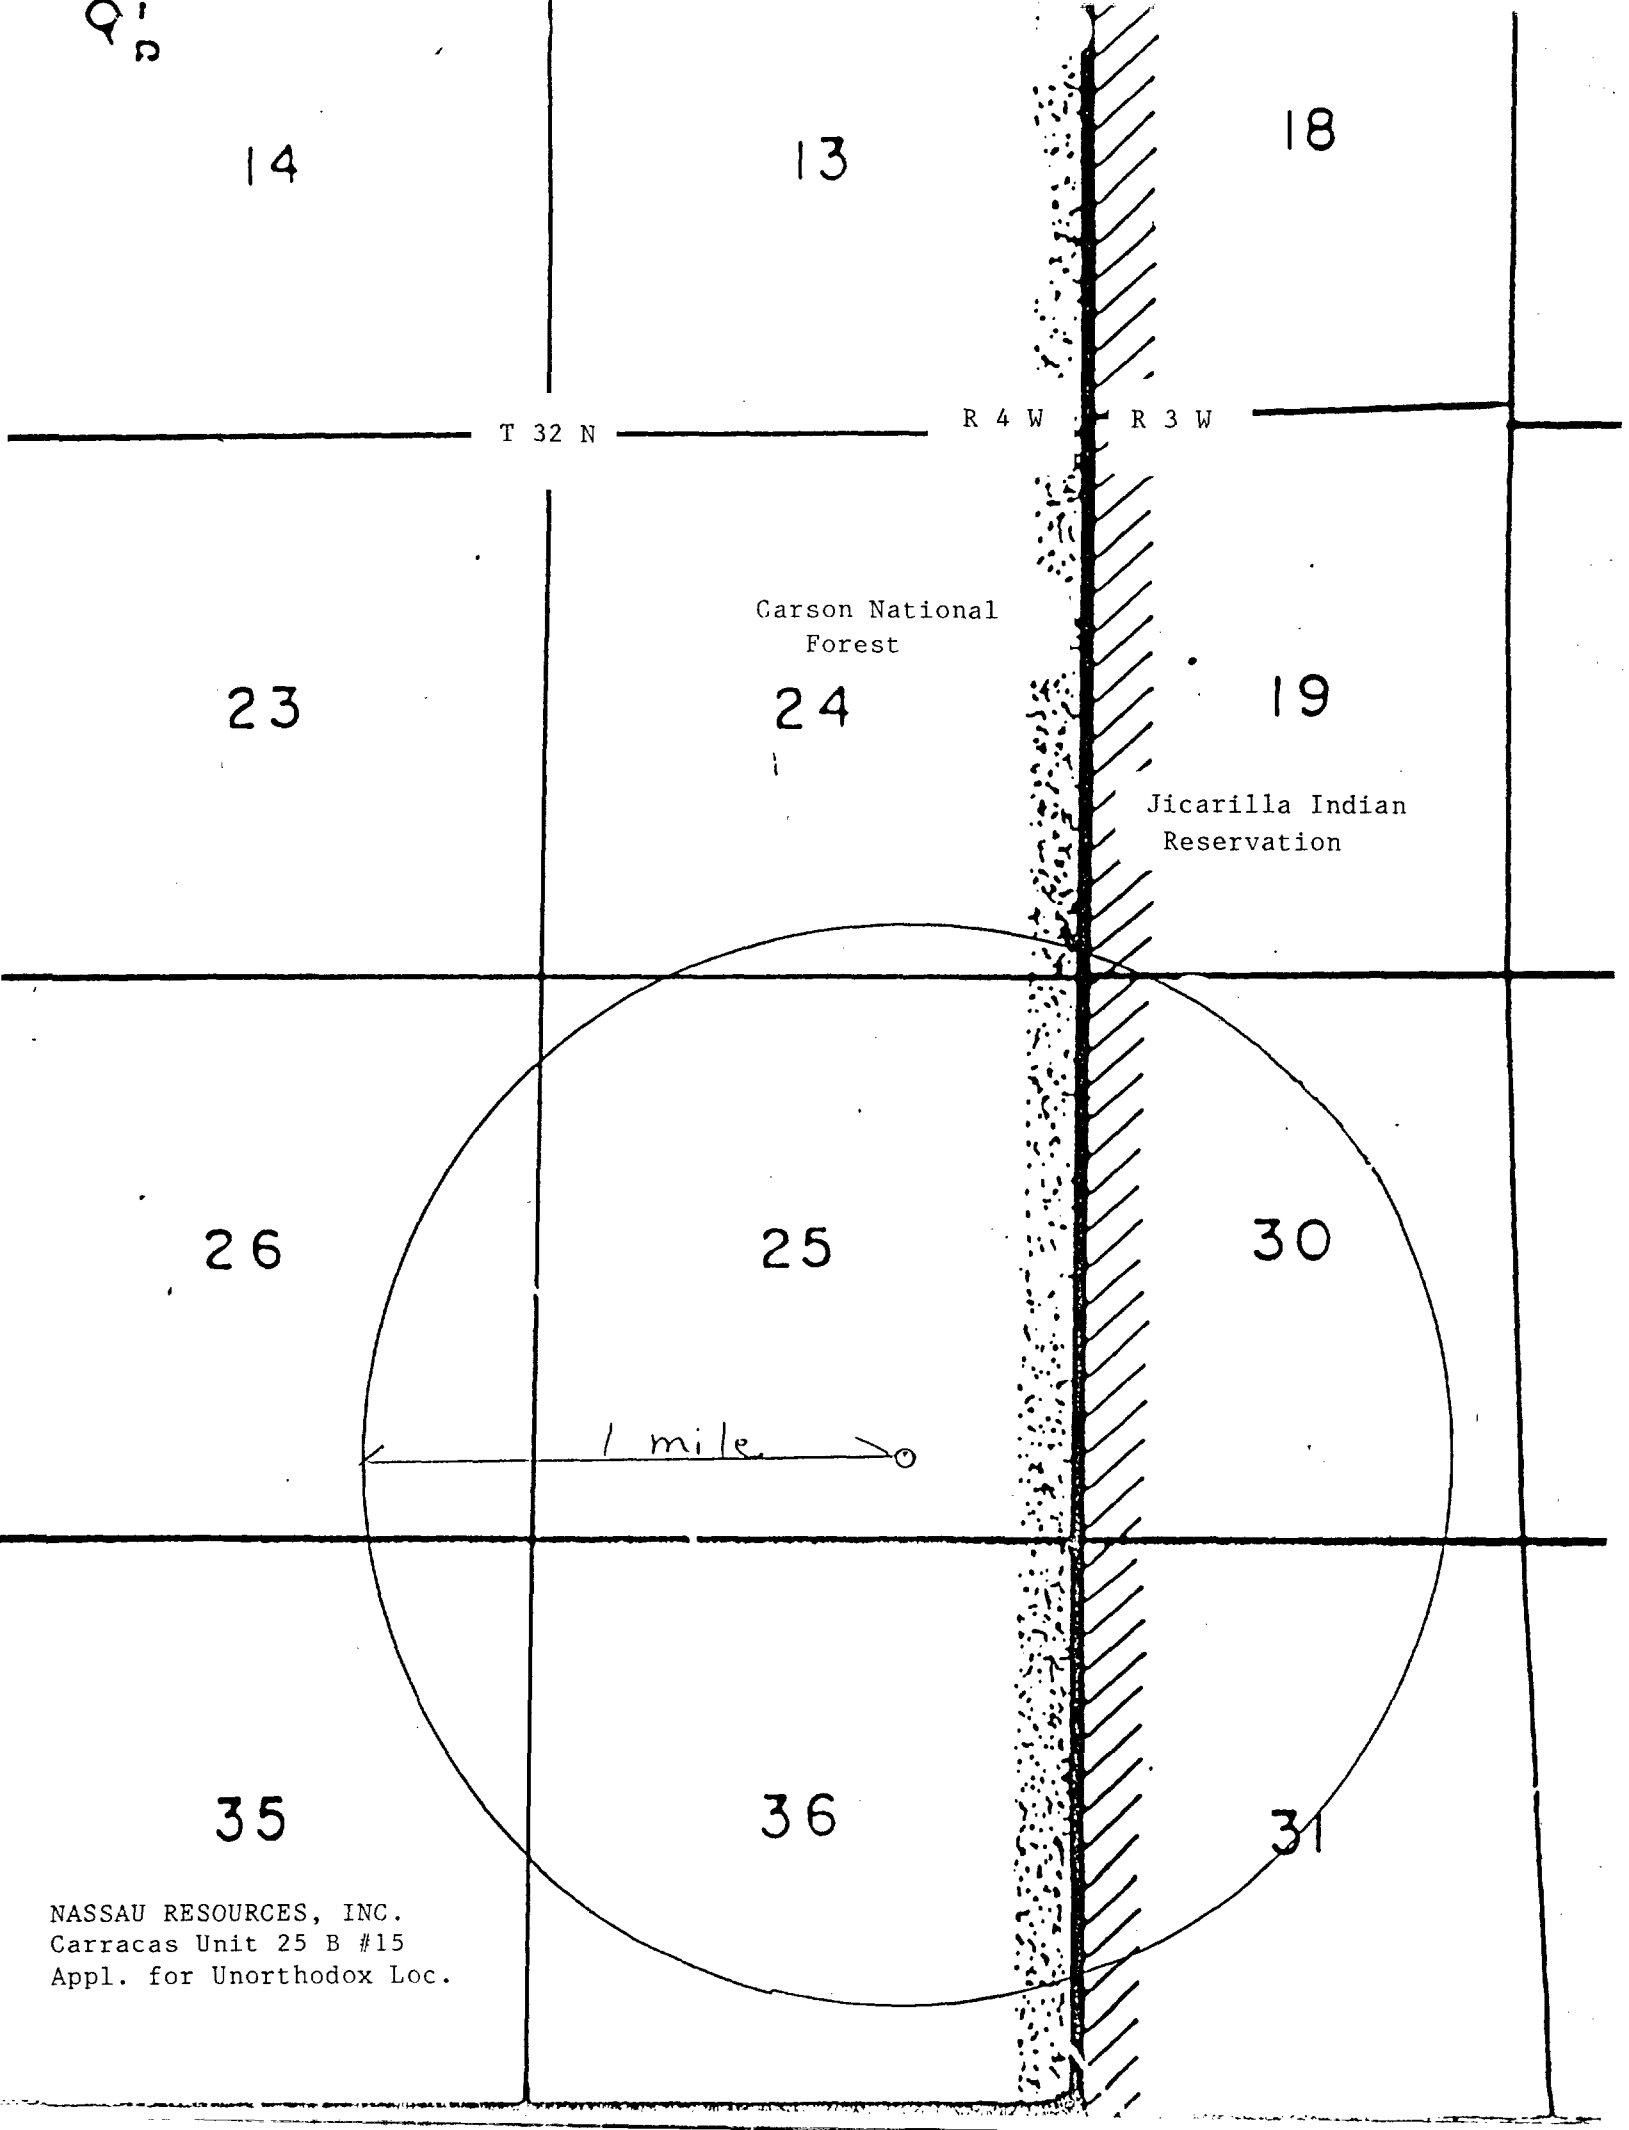 14
13
18
T 32 N
R 4 W
R 3 W
Carson National
Forest
23
24
19
Jicarilla Indian
Reservation
26
25
30
1 mile
35
36
31
NASSAU RESOURCES, INC.
Carracas Unit 25 B #15
Appl. for Unorthodox Loc.